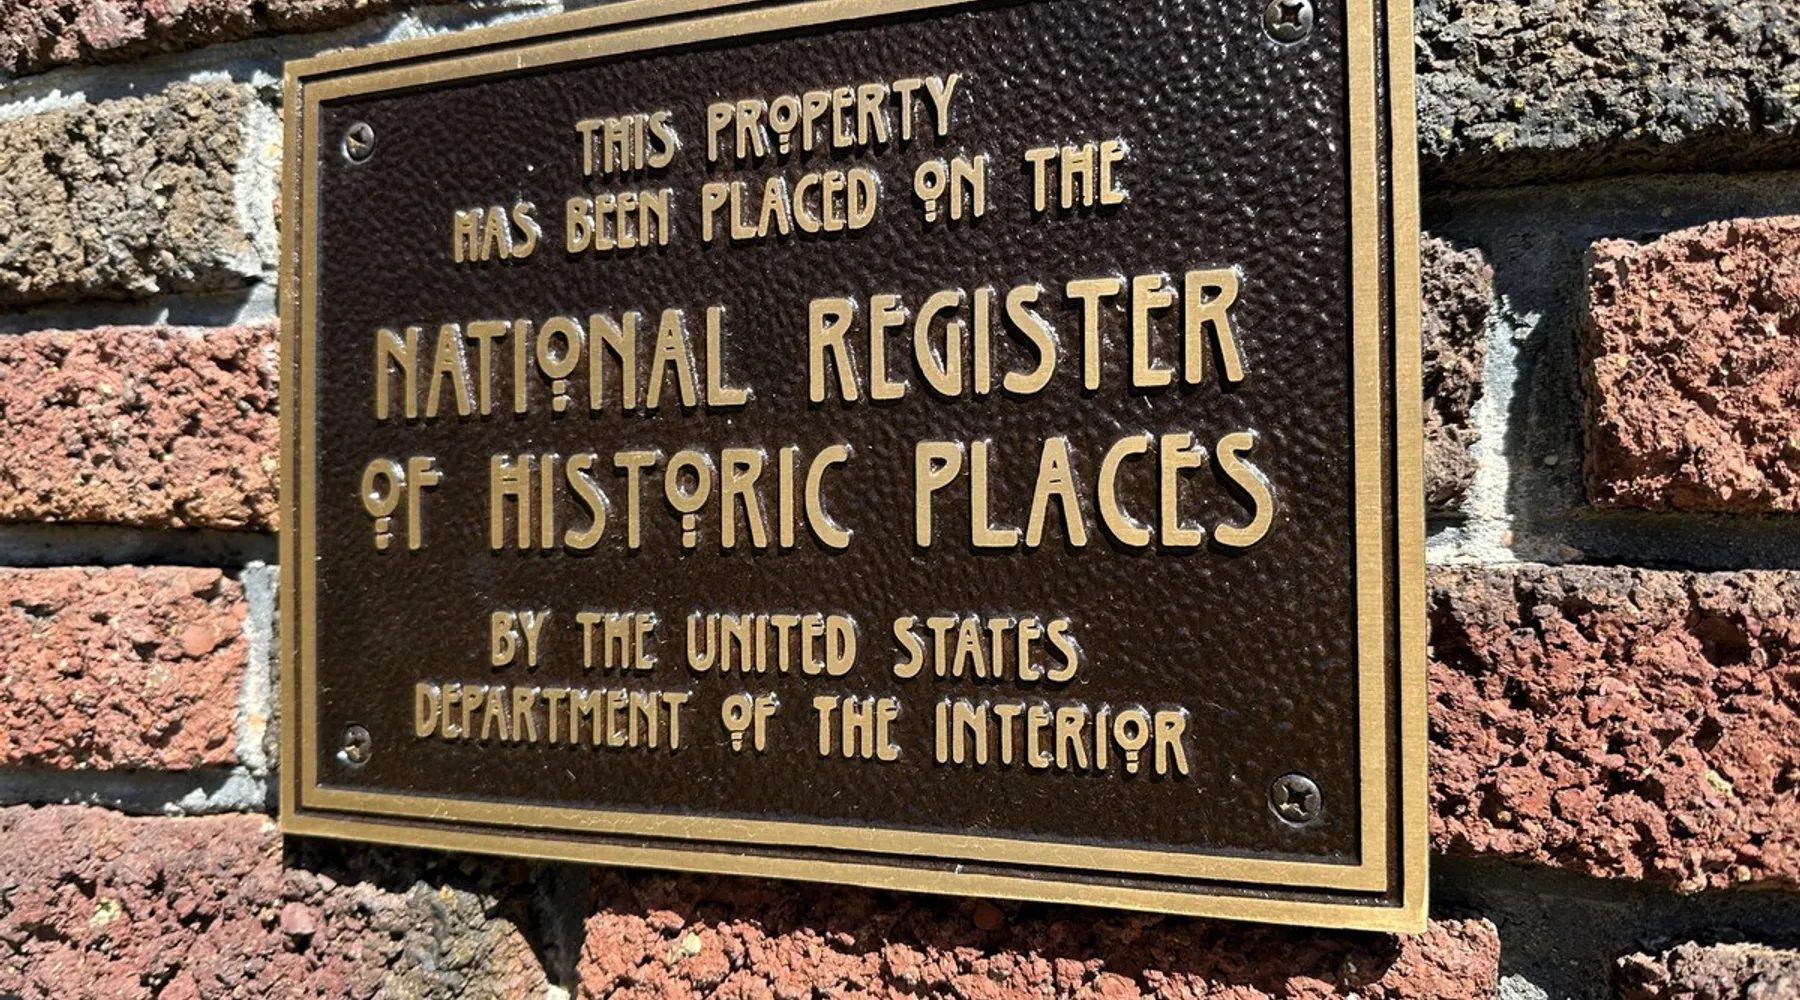 THIS PROPERTY
HAS BEEN PLACED ON THE
NATIONAL REGISTER
OF HISTORIC PLACES
BY THE UNITED STATES
DEPARTMENT OF THE INTERIOR